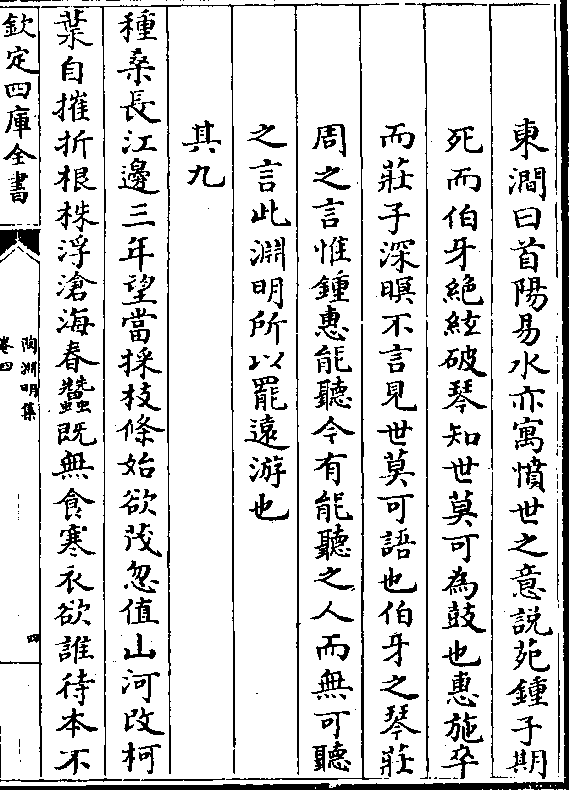 東澗曰首陽易水亦寓憤世之意說苑鍾子期
死而伯牙絶絃破琴知世莫可為鼓也惠施卒
而莊子深瞑不言見世莫可語也伯牙之琴莊
周之言惟鍾惠能聽今有能聽之人而無可聽
之言此淵明所以罷遠游也
其九
種桑長江邊三年望當採枝條始欲茂忽值山河改柯
葉自摧折根株浮滄海春蠶既無食寒衣欲誰待本不
欽定四庫全書
陶淵明集
卷四
四